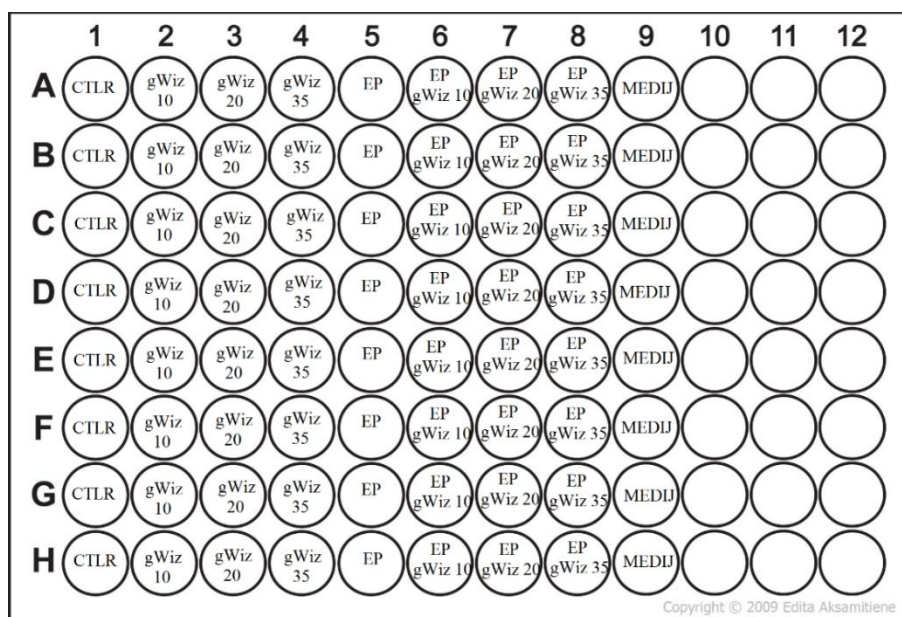 1 2 3 4 5 6 7 8 9 10 11 12
A CTLR gWiz 10 gWiz 20 gWiz 35 EP EP gWiz 10 EP gWiz 20 EP gWiz 35 MEDIJ
B CTLR gWiz 10 gWiz 20 gWiz 35 EP EP gWiz 10 EP gWiz 20 EP gWiz 35 MEDIJ
C CTLR gWiz 10 gWiz 20 gWiz 35 EP EP gWiz 10 EP gWiz 20 EP gWiz 35 MEDIJ
D CTLR gWiz 10 gWiz 20 gWiz 35 EP EP gWiz 10 EP gWiz 20 EP gWiz 35 MEDIJ
E CTLR gWiz 10 gWiz 20 gWiz 35 EP EP gWiz 10 EP gWiz 20 EP gWiz 35 MEDIJ
F CTLR gWiz 10 gWiz 20 gWiz 35 EP EP gWiz 10 EP gWiz 20 EP gWiz 35 MEDIJ
G CTLR gWiz 10 gWiz 20 gWiz 35 EP EP gWiz 10 EP gWiz 20 EP gWiz 35 MEDIJ
H CTLR gWiz 10 gWiz 20 gWiz 35 EP EP gWiz 10 EP gWiz 20 EP gWiz 35 MEDIJ
Copyright © 2009 Edita Aksamitiene